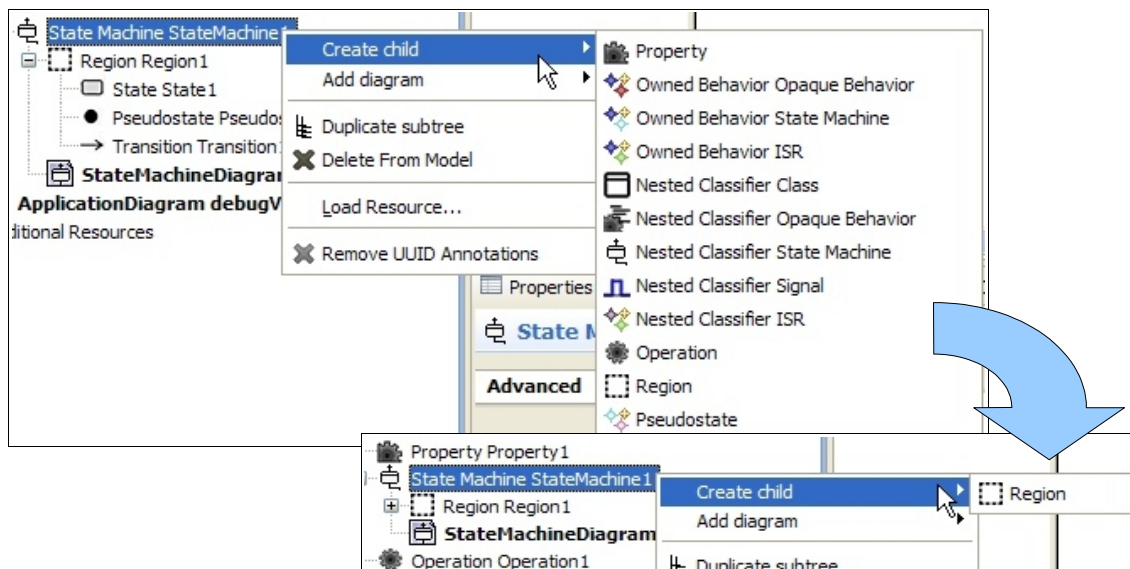 State Machine StateMachine1
Region Region1
State State1
Pseudostate Pseudos
Transition Transition1
StateMachineDiagram
ApplicationDiagram debugV
ditional Resources
Create child
Add diagram
Duplicate subtree
Delete From Model
Load Resource...
Remove UUID Annotations
Property
Owned Behavior Opaque Behavior
Owned Behavior State Machine
Owned Behavior ISR
Nested Classifier Class
Nested Classifier Opaque Behavior
Nested Classifier State Machine
Nested Classifier Signal
Nested Classifier ISR
Operation
Region
Pseudostate
Properties
State M
Advanced
Property Property1
State Machine StateMachine1
Region Region1
StateMachineDiagram
Operation Operation1
Create child
Add diagram
Duplicate subtree
Region